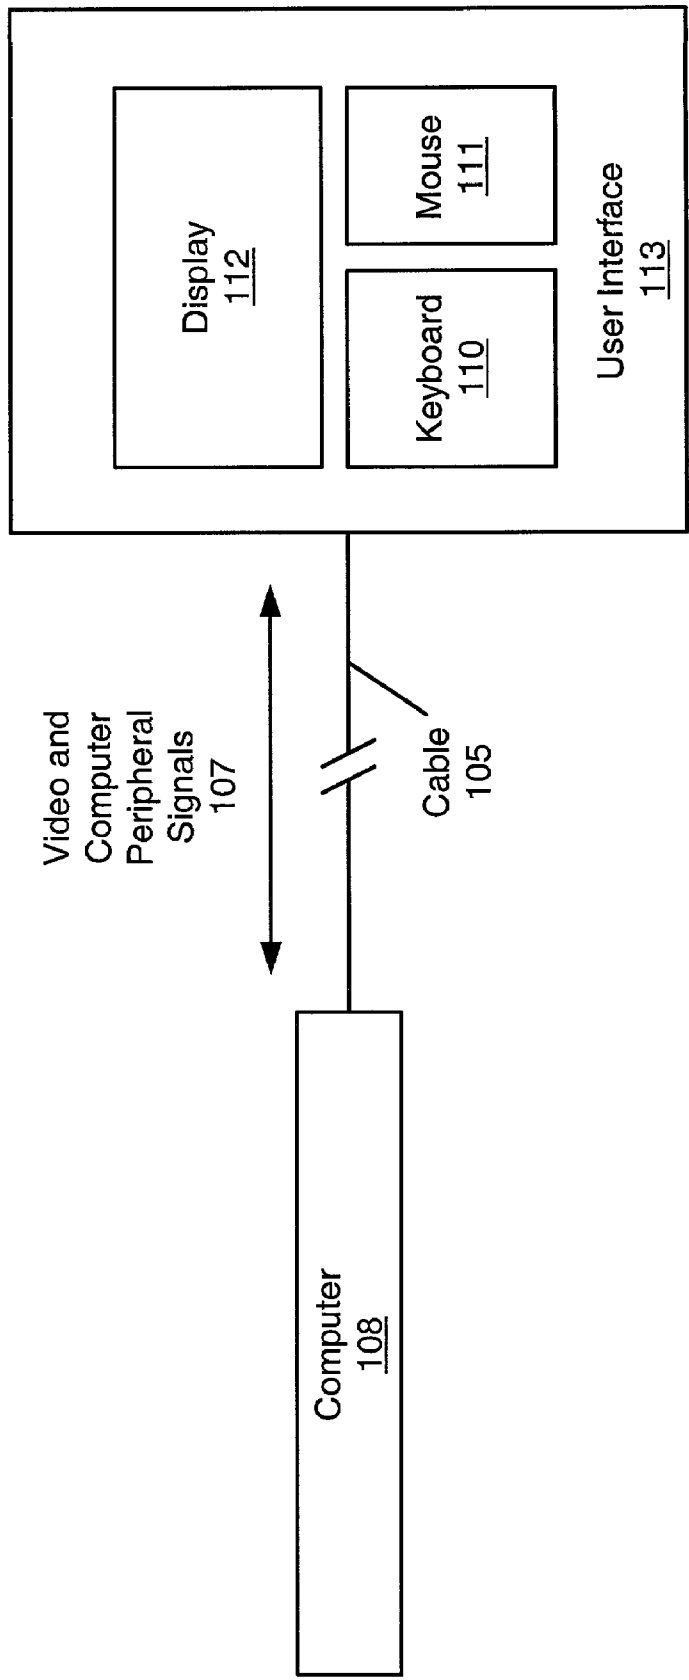 Video and
Computer
Peripheral
Signals
107
Computer
108
Cable
105
Display
112
Keyboard
110
Mouse
111
User Interface
113